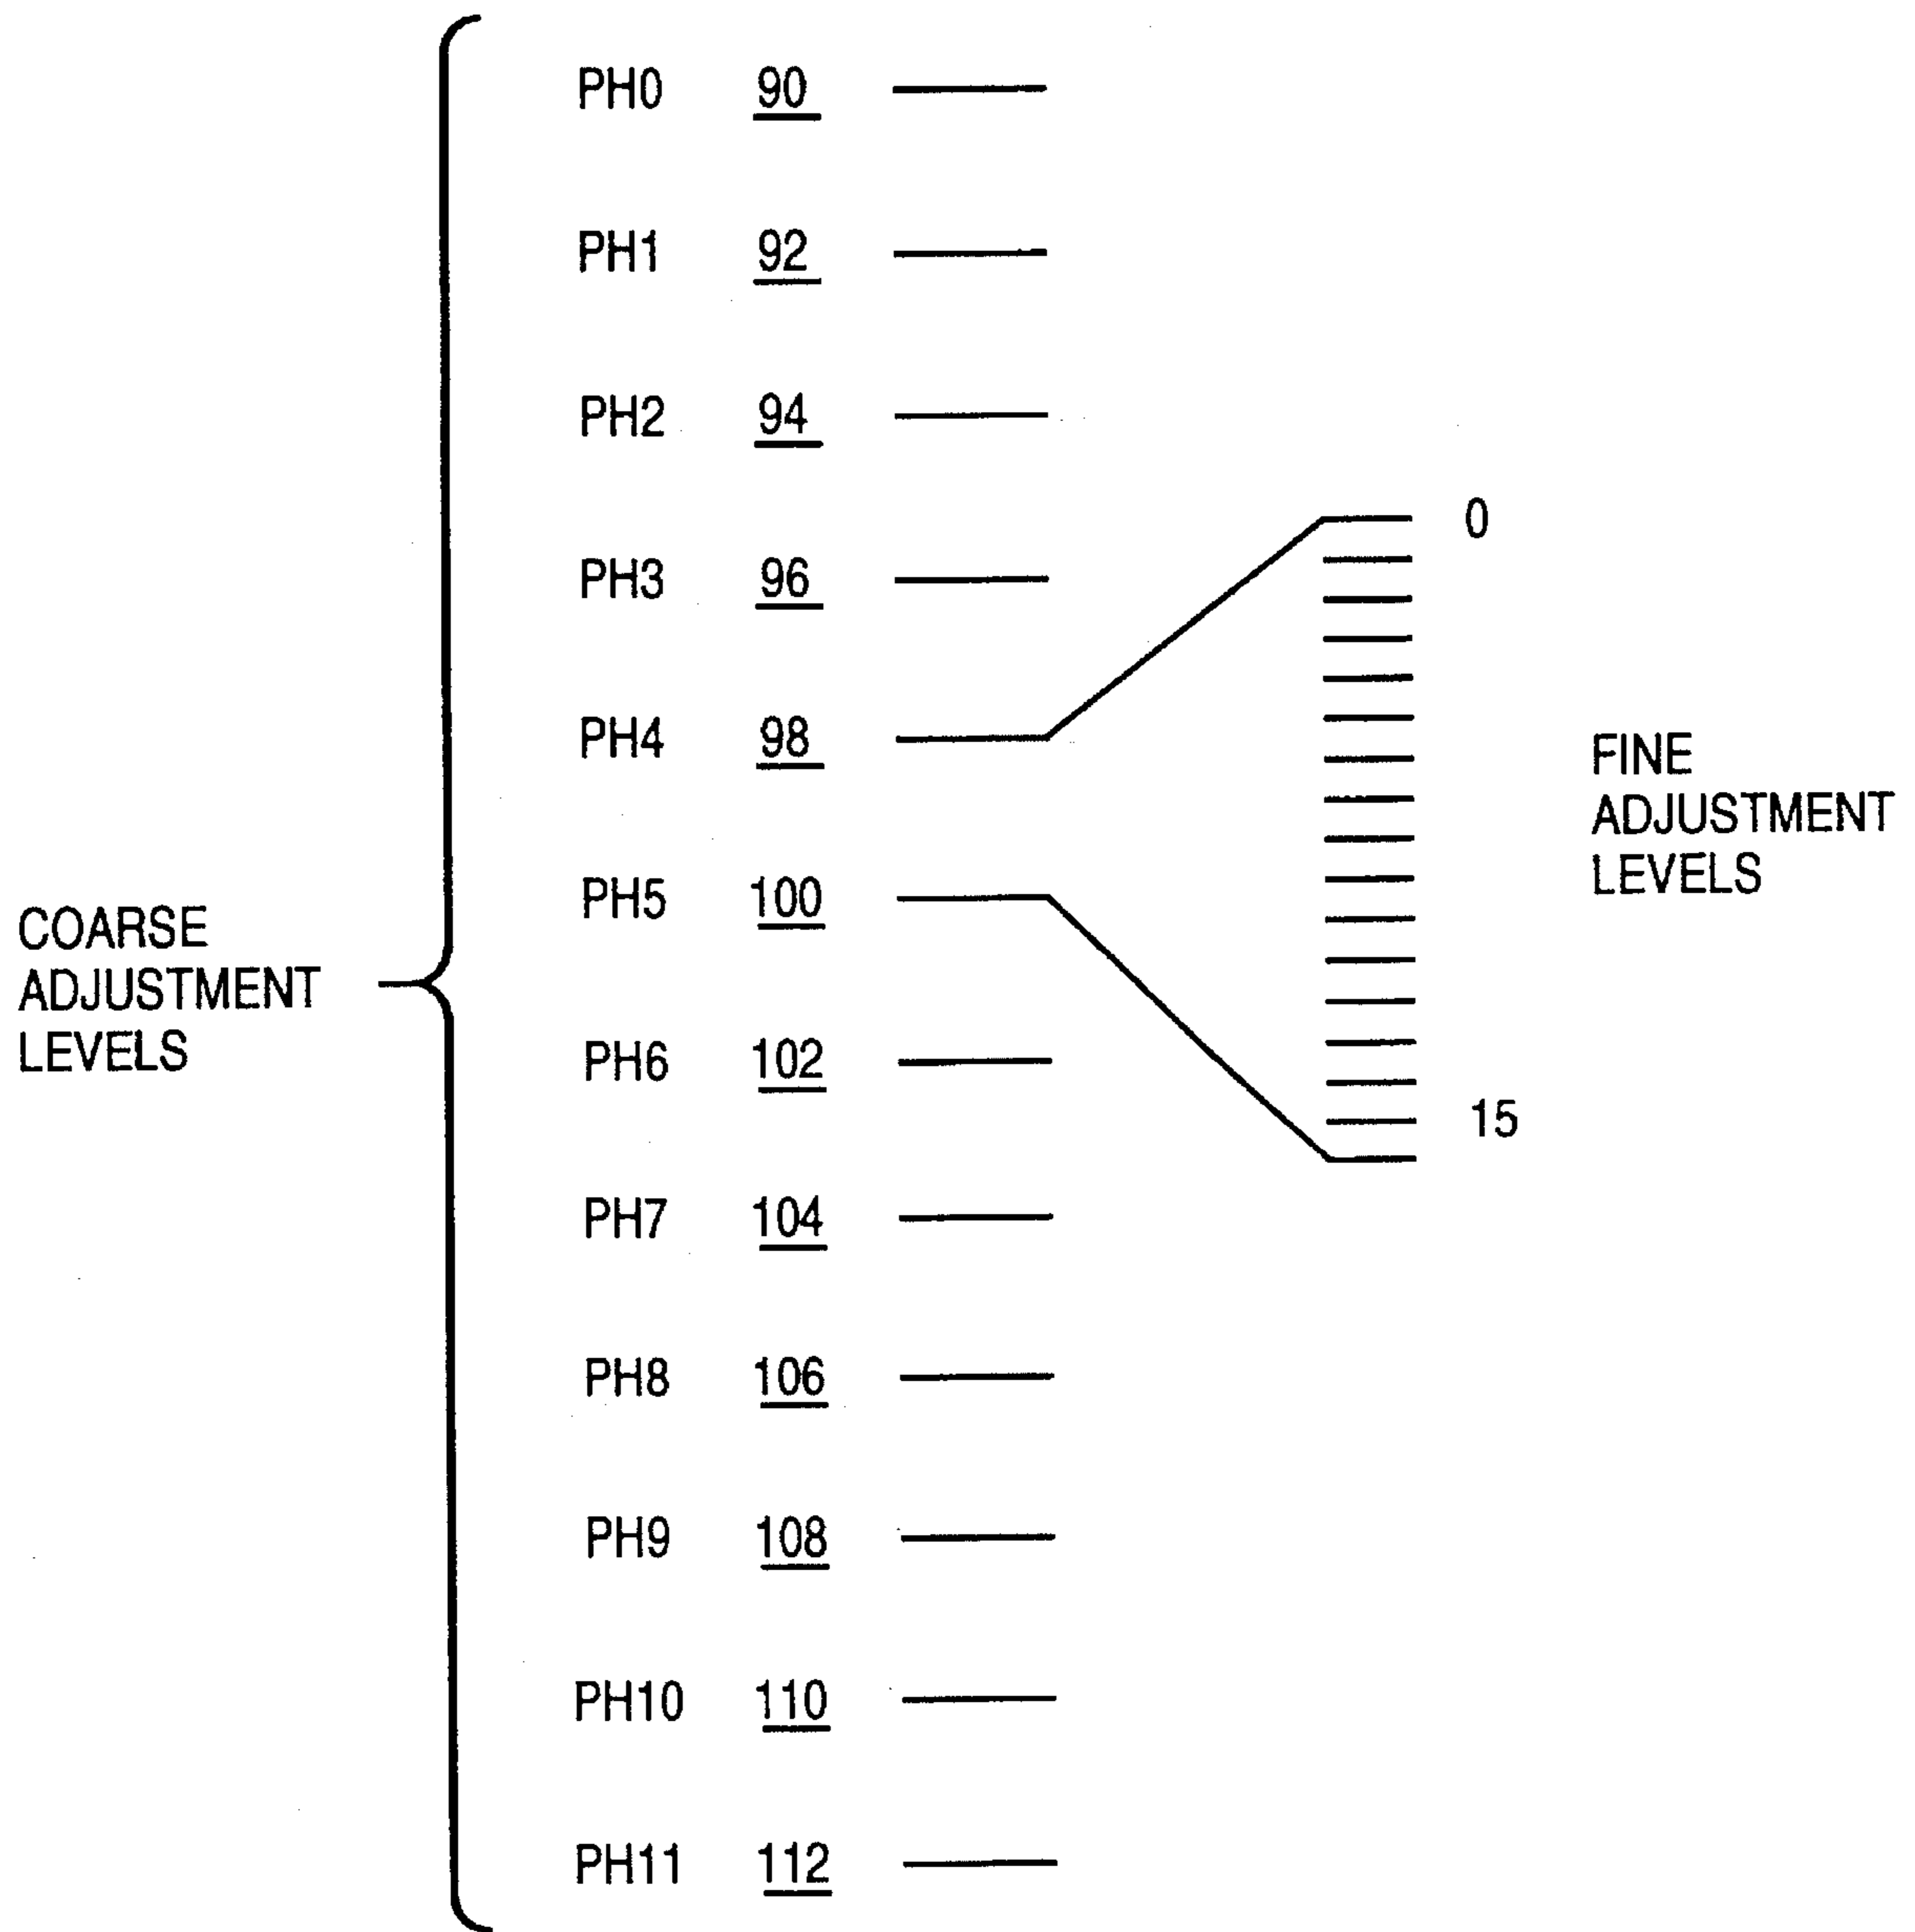 PH0 90
PH1 92
PH2 94
PH3 96
PH4 98
PH5 100
PH6 102
PH7 104
PH8 106
PH9 108
PH10 110
PH11 112
COARSE
ADJUSTMENT
LEVELS
0
15
FINE
ADJUSTMENT
LEVELS